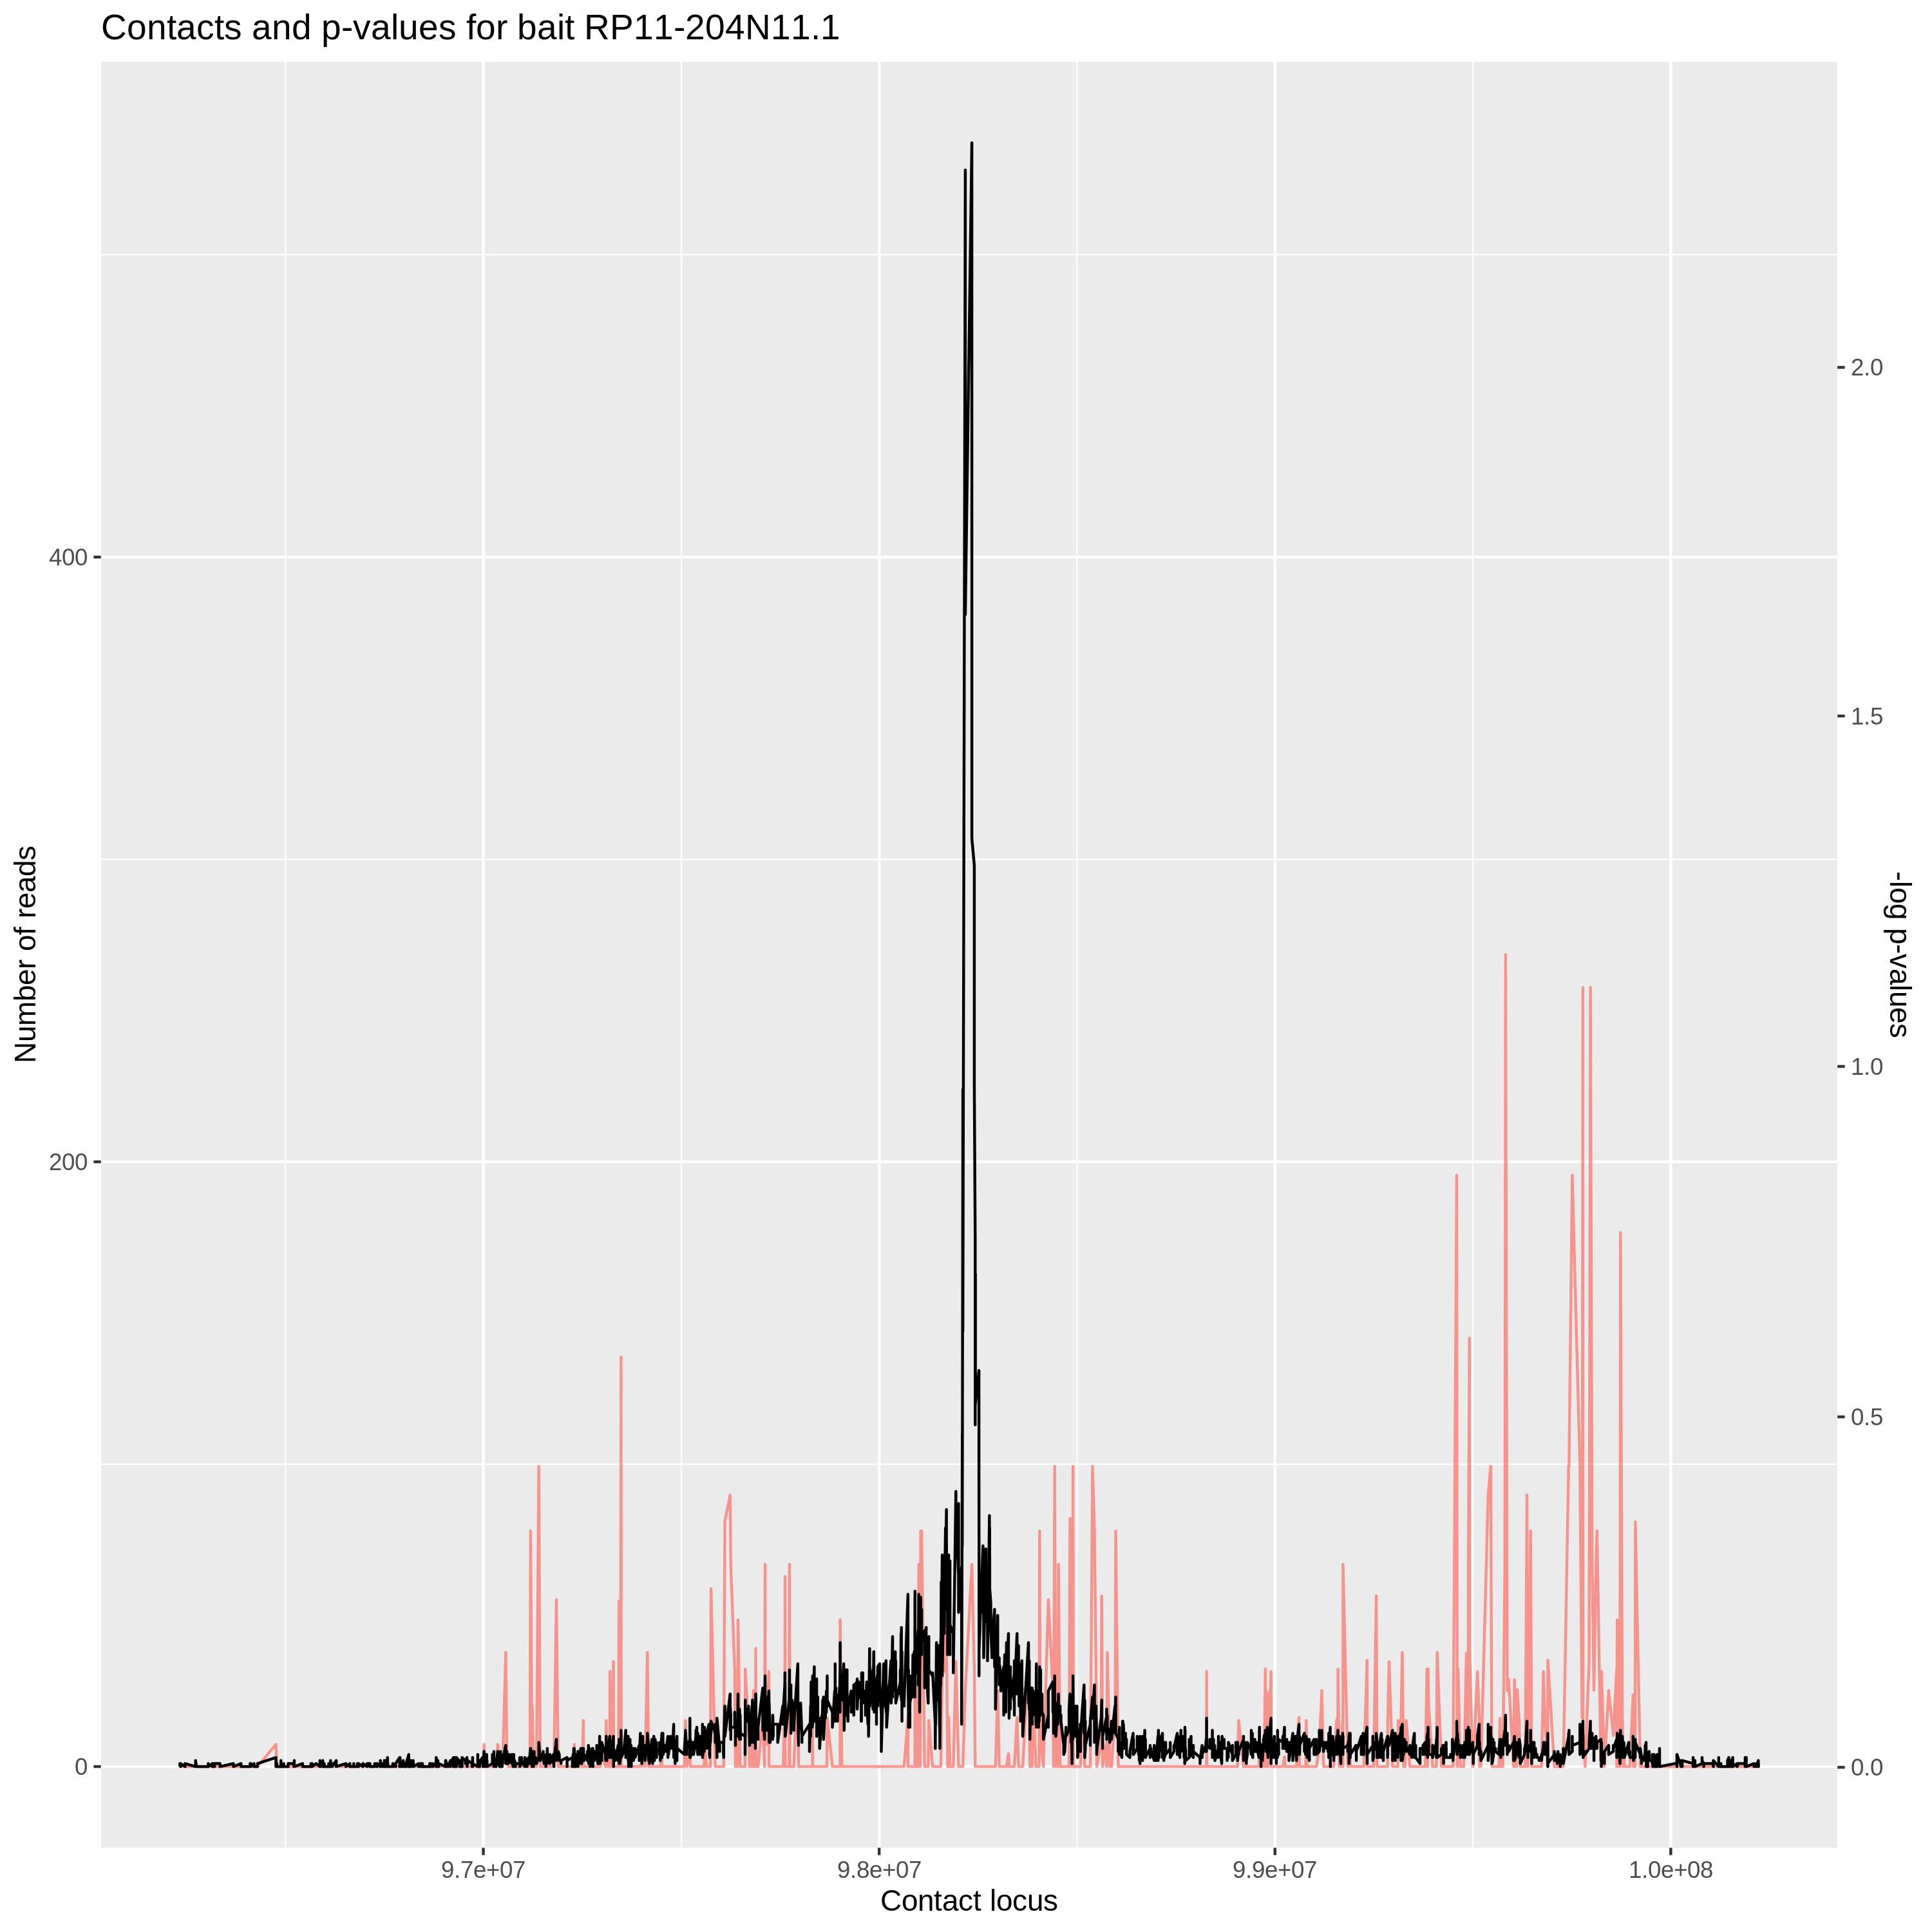 Contacts and p-values for bait RP11-204N11.1
Number of reads
400
200
0
2.0
1.5
1.0
0.5
0.0
-log p-values
9.7e+07
9.8e+07
9.9e+07
1.0e+08
Contact locus